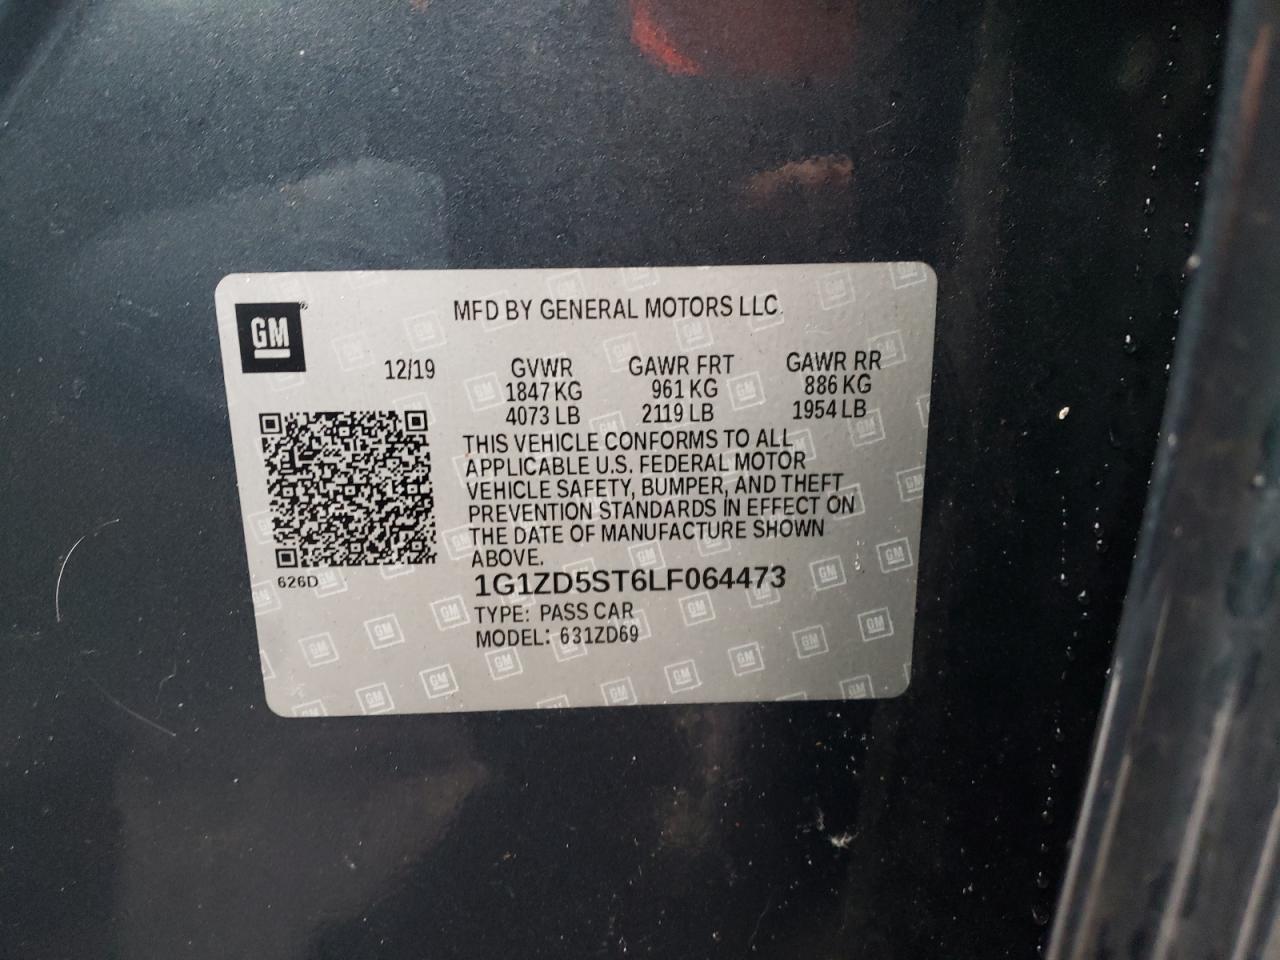 GM
MFD BY GENERAL MOTORS LLC
12/19 GVWR GAWR FRT GAWR RR
1847 KG 961 KG 886 KG
4073 LB 2119 LB 1954 LB
THIS VEHICLE CONFORMS TO ALL
APPLICABLE U.S. FEDERAL MOTOR
VEHICLE SAFETY, BUMPER, AND THEFT
PREVENTION STANDARDS IN EFFECT ON
THE DATE OF MANUFACTURE SHOWN
ABOVE.
626D
1G1ZD5ST6LF064473
TYPE: PASS CAR
MODEL: 631ZD69